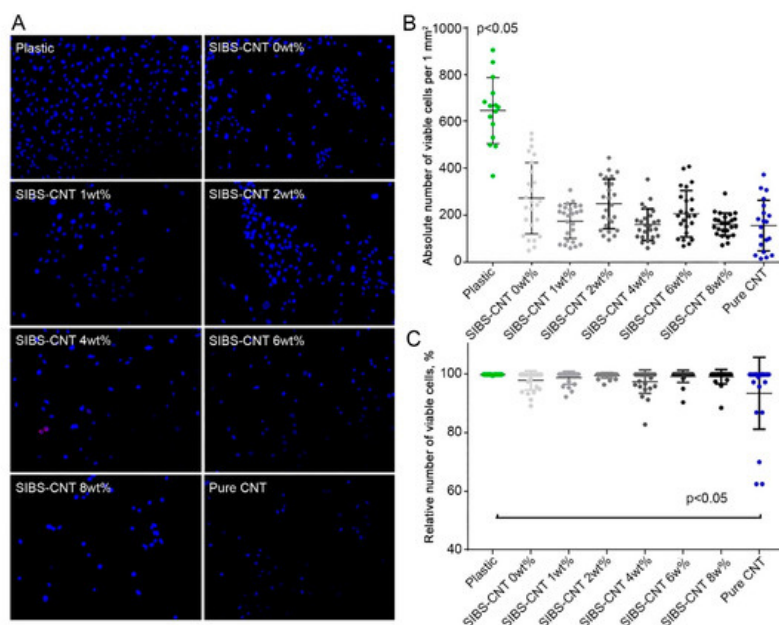 A
Plastic
SIBS-CNT 0wt%
SIBS-CNT 1wt%
SIBS-CNT 2wt%
SIBS-CNT 4wt%
SIBS-CNT 6wt%
SIBS-CNT 8wt%
Pure CNT
B
p<0.05
Absolute number of viable cells per 1 mm²
1000
800
600
400
200
0
Plastic
SIBS-CNT 0wt%
SIBS-CNT 1wt%
SIBS-CNT 2wt%
SIBS-CNT 4wt%
SIBS-CNT 6wt%
SIBS-CNT 8wt%
Pure CNT
C
Relative number of viable cells, %
100
80
60
40
p<0.05
Plastic
SIBS-CNT 0wt%
SIBS-CNT 1wt%
SIBS-CNT 2wt%
SIBS-CNT 4wt%
SIBS-CNT 6w%
SIBS-CNT 8w%
Pure CNT